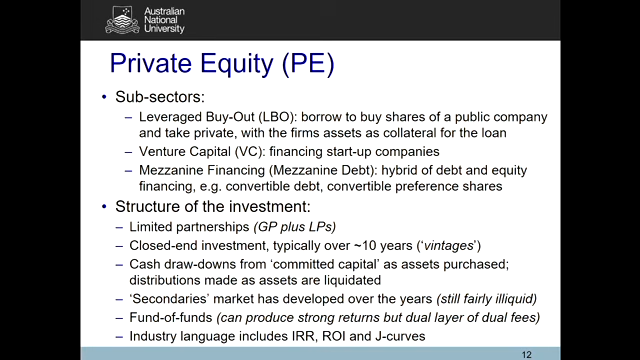 Australian
National
University
Private Equity (PE)
• Sub-sectors:
– Leveraged Buy-Out (LBO): borrow to buy shares of a public company
and take private, with the firms assets as collateral for the loan
– Venture Capital (VC): financing start-up companies
– Mezzanine Financing (Mezzanine Debt): hybrid of debt and equity
financing, e.g. convertible debt, convertible preference shares
• Structure of the investment:
– Limited partnerships (GP plus LPs)
– Closed-end investment, typically over ~10 years (‘vintages’)
– Cash draw-downs from ‘committed capital’ as assets purchased;
distributions made as assets are liquidated
– ‘Secondaries’ market has developed over the years (still fairly illiquid)
– Fund-of-funds (can produce strong returns but dual layer of dual fees)
– Industry language includes IRR, ROI and J-curves
12